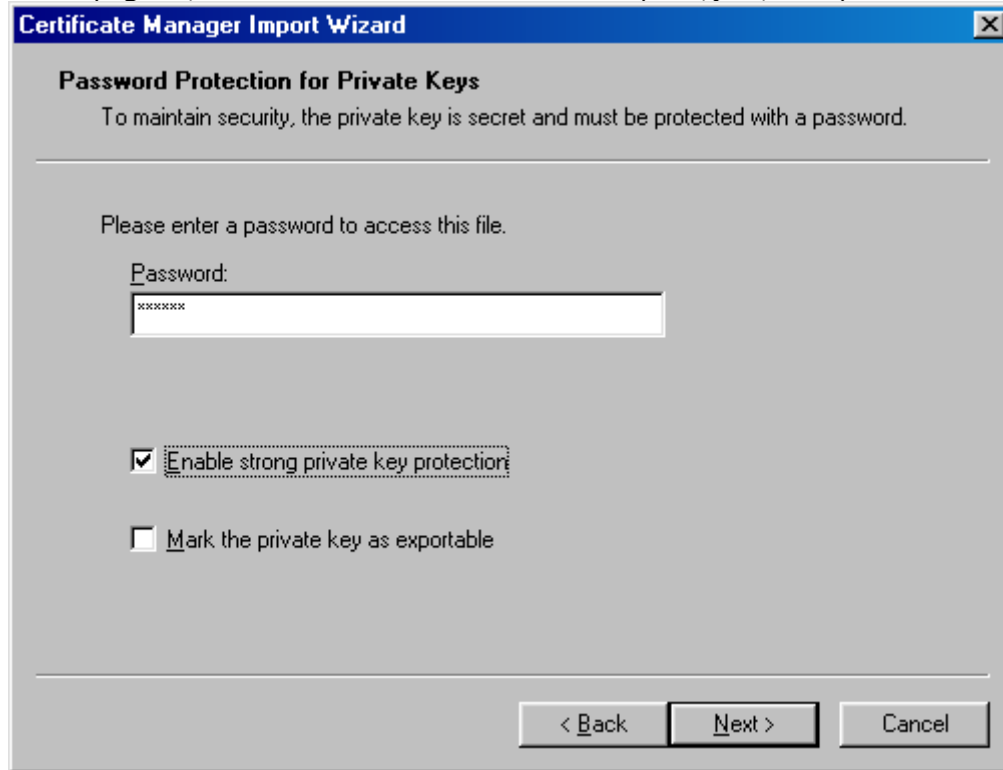 Certificate Manager Import Wizard
Password Protection for Private Keys
To maintain security, the private key is secret and must be protected with a password.
Please enter a password to access this file.
Password:
xxxxxx
Enable strong private key protection
Mark the private key as exportable
< Back Next > Cancel